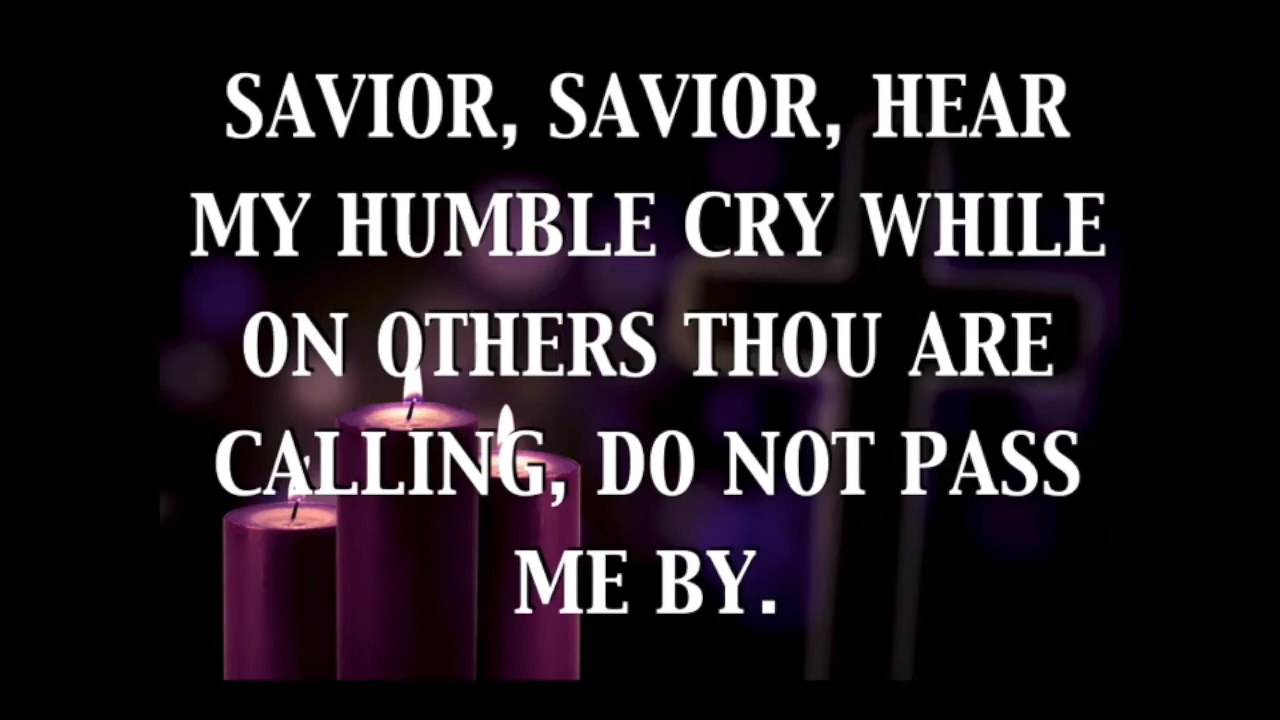 SAVIOR, SAVIOR, HEAR
MY HUMBLE CRY WHILE
ON OTHERS THOU ARE
CALLING, DO NOT PASS
ME BY.